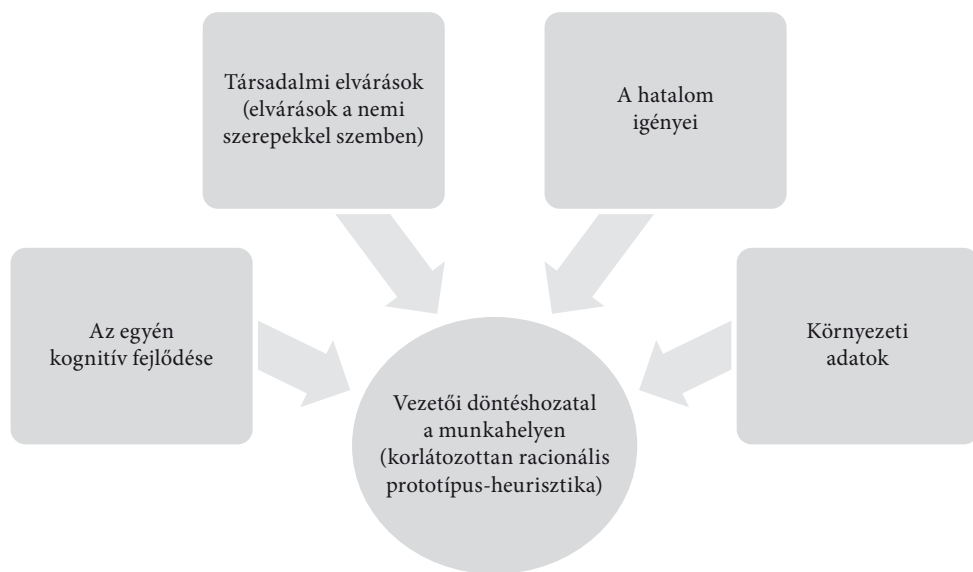 Társadalmi elvárások
(elvárások a nemi
szerepekkel szemben)
A hatalom
igényei
Az egyén
kognitív fejlődése
Környezeti
adatok
Vezetői döntéshozatal
a munkahelyen
(korlátozottan racionális
prototípus-heurisztika)